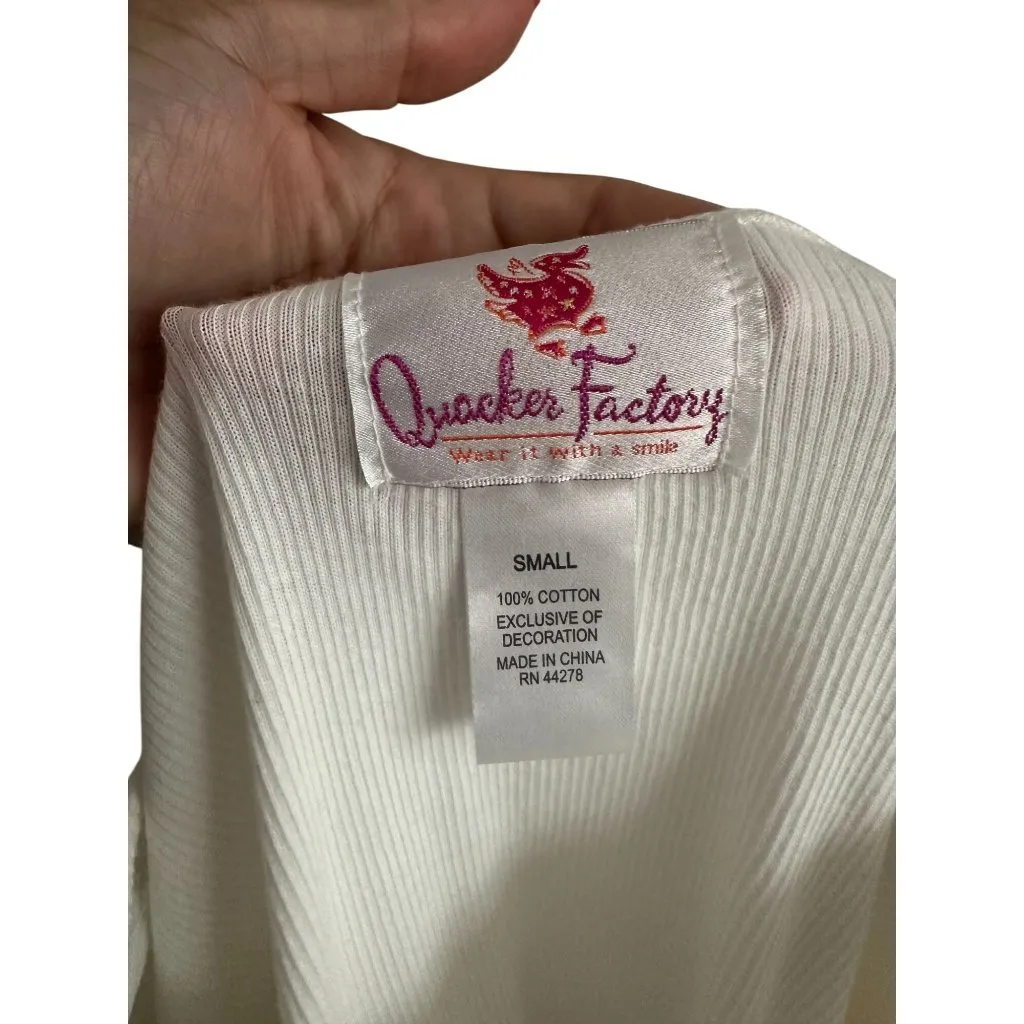 Quacker Factory
Wear it with a smile
SMALL
100% COTTON
EXCLUSIVE OF
DECORATION
MADE IN CHINA
RN 44278